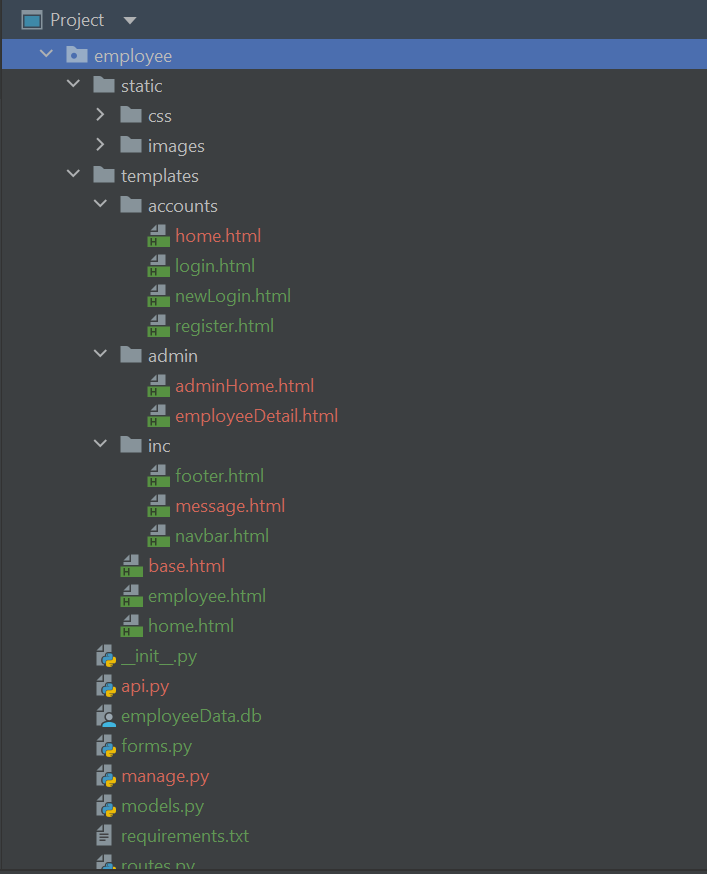 Project
employee
static
css
images
templates
accounts
home.html
login.html
newLogin.html
register.html
admin
adminHome.html
employeeDetail.html
inc
footer.html
message.html
navbar.html
base.html
employee.html
home.html
__init__.py
api.py
employeeData.db
forms.py
manage.py
models.py
requirements.txt
routes.py